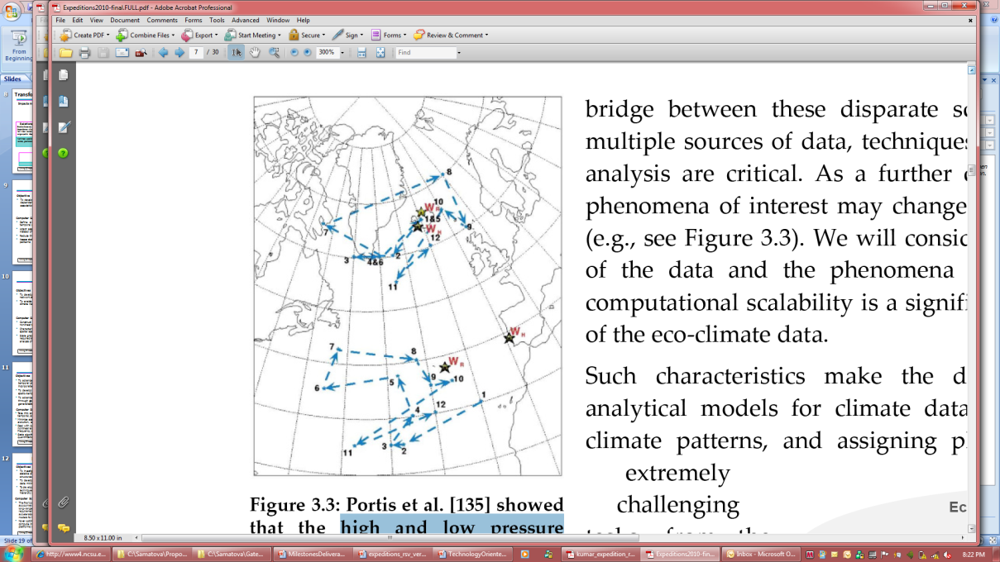 Expeditions2010-final.FULL.pdf - Adobe Acrobat Professional
File Edit View Document Comments Forms Tools Advanced Window Help
Create PDF Combine Files Export Start Meeting Secure Sign Forms Review & Comment
From Beginning
7 / 30 300% Find
Slides
8
9
10
11
12
8
W R
10
1&5
W H
12
9
7
3
4&6
2
11
W H
7
8
W R
6
5
9
10
1
12
4
11
3
2
Figure 3.3: Portis et al. [135] showed
that the high and low pressure
bridge between these disparate
multiple sources of data, techniques
analysis are critical. As a further
phenomena of interest may change
(e.g., see Figure 3.3). We will
of the data and the phenomena
computational scalability is a
of the eco-climate data.
Such characteristics make the
analytical models for climate data
climate patterns, and assigning
extremely
challenging
Ec
8.50 x 11.00 in
Slide 19 of
http://www4.ncsu.e... C:\Samatova\Propo... C:\Samatova\Gate... MilestonesDelivera... expeditions_rsv_ver... TechnologyOriente... kumar_expedition_r... Expeditions2010-fin... Inbox - Microsoft O... 8:22 PM